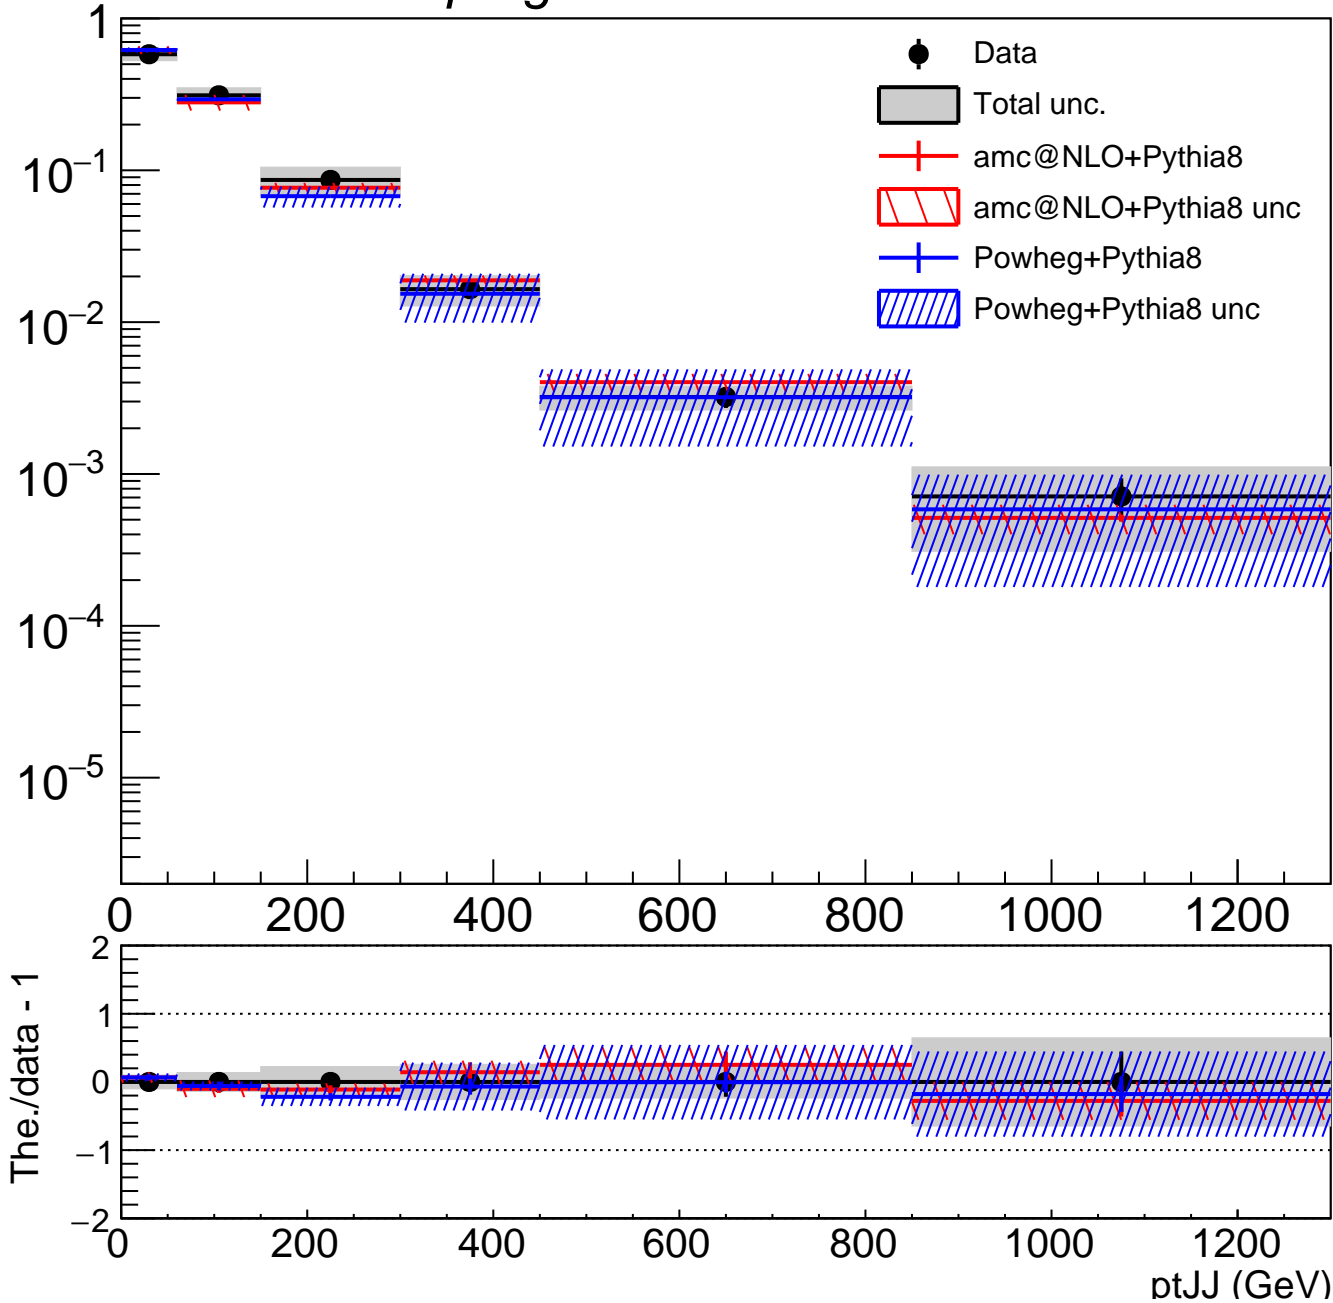 1
Data
Total unc.
amc@NLO+Pythia8
amc@NLO+Pythia8 unc
Powheg+Pythia8
Powheg+Pythia8 unc
10⁻¹
10⁻²
10⁻³
10⁻⁴
10⁻⁵
0 200 400 600 800 1000 1200
The./data - 1
2
1
0
−1
−2
0 200 400 600 800 1000 1200
ptJJ (GeV)